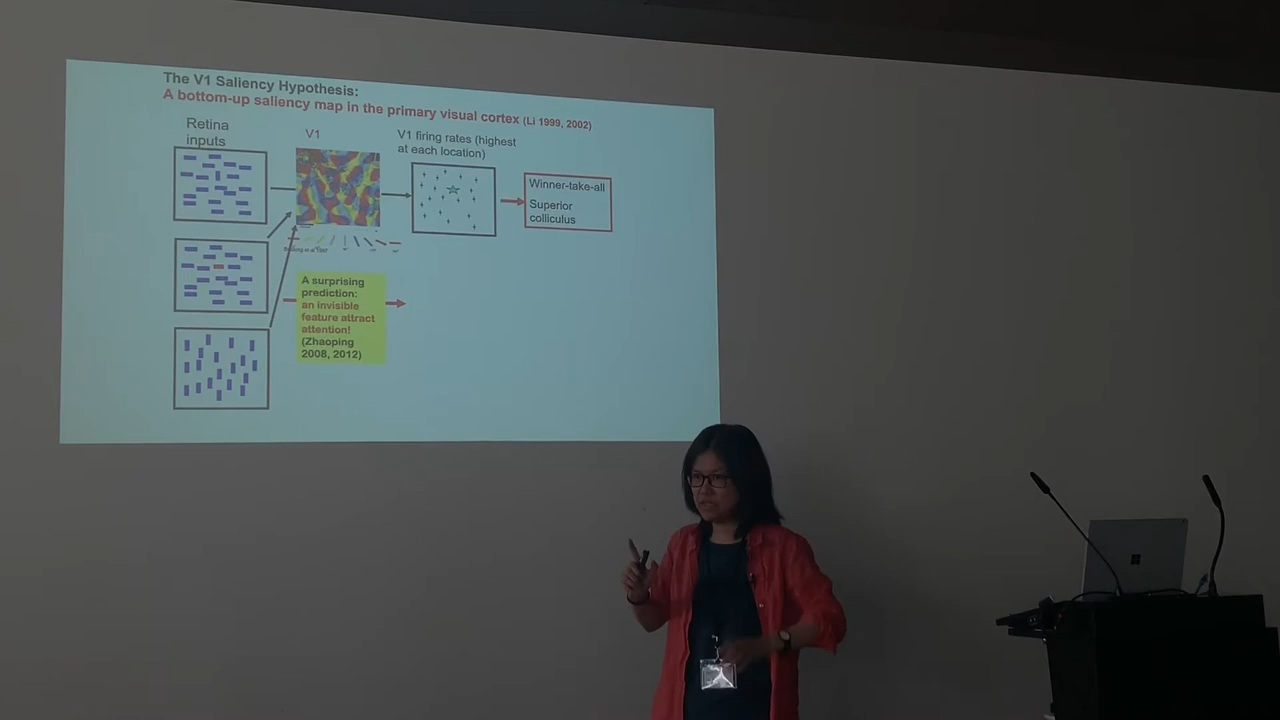 The V1 Saliency Hypothesis:
A bottom-up saliency map in the primary visual cortex (Li 1999, 2002)
Retina
inputs
V1
V1 firing rates (highest
at each location)
Winner-take-all
Superior
colliculus
A surprising
prediction:
an invisible
feature attract
attention!
(Zhaoping
2008, 2012)